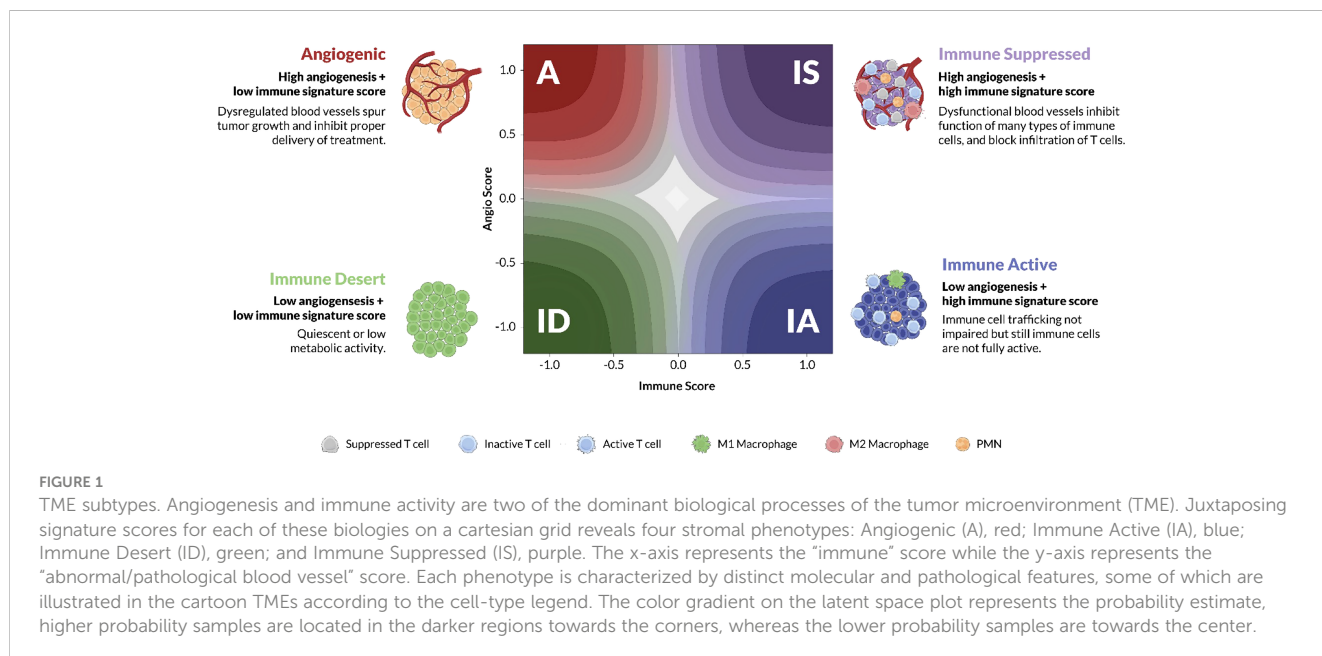 Angiogenic
High angiogenesis +
low immune signature score
Dysregulated blood vessels spur
tumor growth and inhibit proper
delivery of treatment.
Immune Desert
Low angiogensesis +
low immune signature score
Quiescent or low
metabolic activity.
Angio Score
1.0
0.5
0.0
-0.5
-1.0
A
IS
ID
IA
-1.0
-0.5
0.0
0.5
1.0
Immune Score
Immune Suppressed
High angiogenesis +
high immune signature score
Dysfunctional blood vessels inhibit
function of many types of immune
cells, and block infiltration of T cells.
Immune Active
Low angiogenesis +
high immune signature score
Immune cell trafficking not
impaired but still immune cells
are not fully active.
Suppressed T cell
Inactive T cell
Active T cell
M1 Macrophage
M2 Macrophage
PMN
FIGURE 1
TME subtypes. Angiogenesis and immune activity are two of the dominant biological processes of the tumor microenvironment (TME). Juxtaposing
signature scores for each of these biologies on a cartesian grid reveals four stromal phenotypes: Angiogenic (A), red; Immune Active (IA), blue;
Immune Desert (ID), green; and Immune Suppressed (IS), purple. The x-axis represents the "immune" score while the y-axis represents the
"abnormal/pathological blood vessel" score. Each phenotype is characterized by distinct molecular and pathological features, some of which are
illustrated in the cartoon TMEs according to the cell-type legend. The color gradient on the latent space plot represents the probability estimate,
higher probability samples are located in the darker regions towards the corners, whereas the lower probability samples are towards the center.